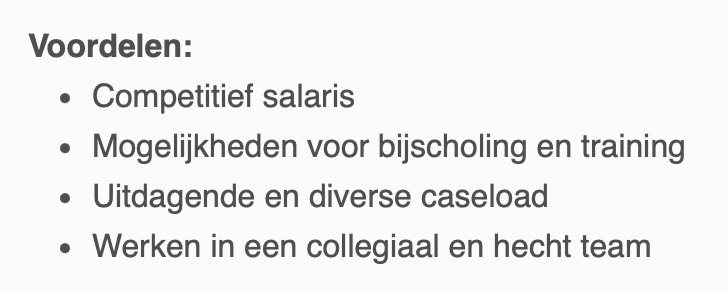 Voordelen:
• Competitief salaris
• Mogelijkheden voor bijscholing en training
• Uitdagende en diverse caseload
• Werken in een collegiaal en hecht team